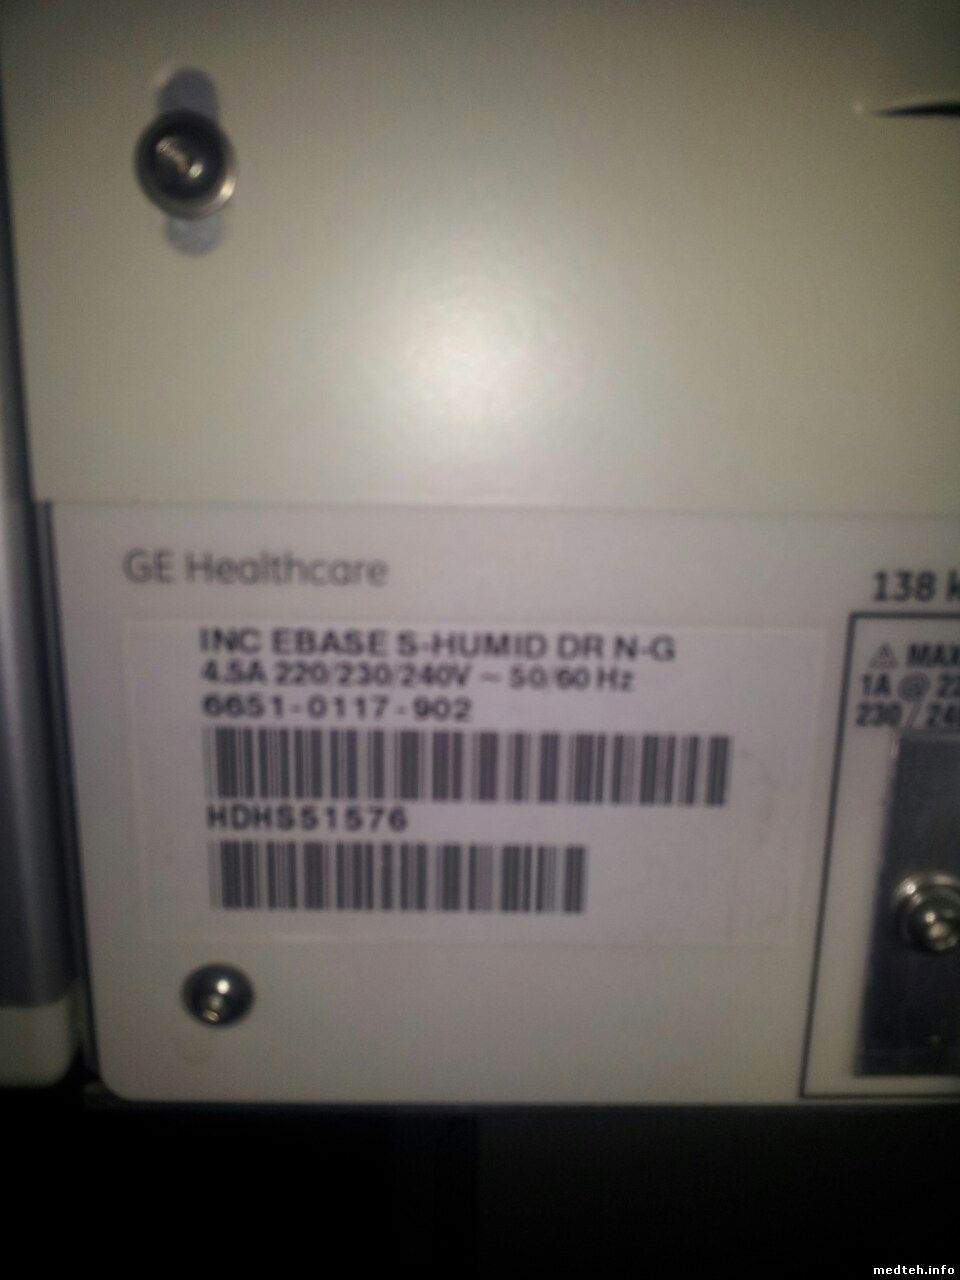 GE Healthcare
INC EBASE S-HUMID DR N-G
4.5A 220/230/240V ~ 50/60 Hz
6651-0117-902
HDHS51576
138 k
⚠ MAX
1A @ 22
230 / 24
medteh.info